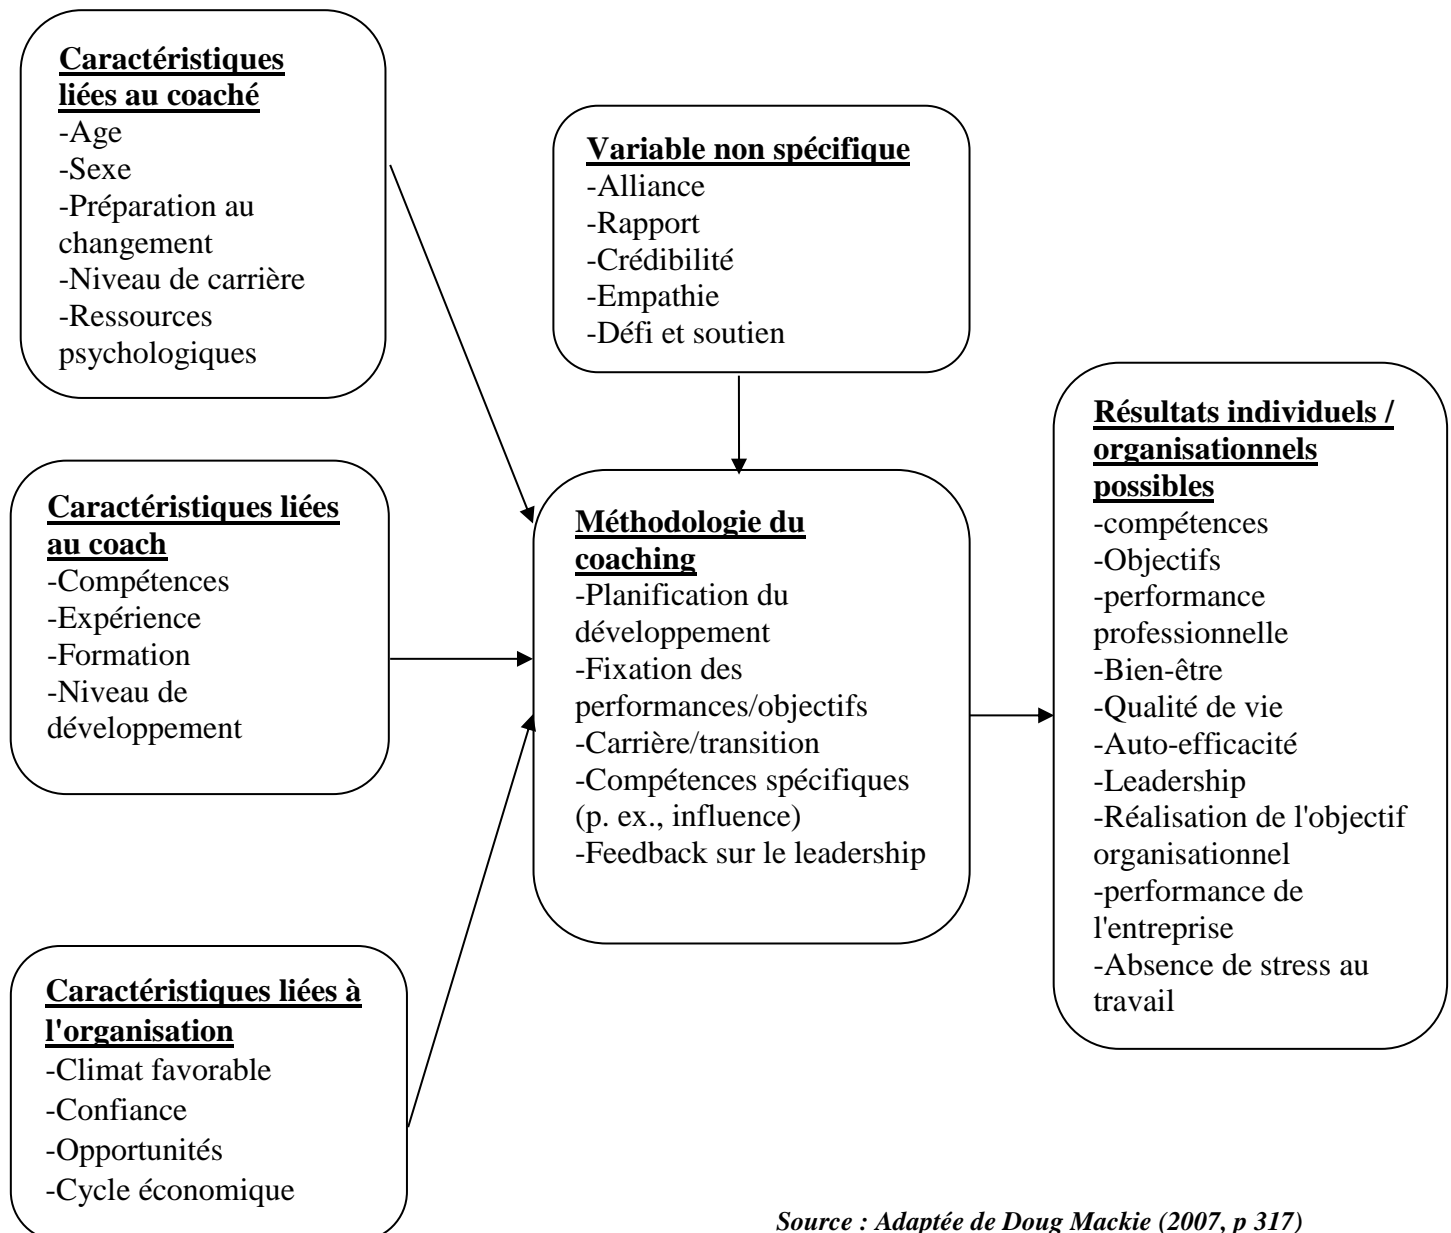 Caractéristiques
liées au coaché
-Age
-Sexe
-Préparation au
changement
-Niveau de carrière
-Ressources
psychologiques
Variable non spécifique
-Alliance
-Rapport
-Crédibilité
-Empathie
-Défi et soutien
Caractéristiques liées
au coach
-Compétences
-Expérience
-Formation
-Niveau de
développement
Méthodologie du
coaching
-Planification du
développement
-Fixation des
performances/objectifs
-Carrière/transition
-Compétences spécifiques
(p. ex., influence)
-Feedback sur le leadership
Résultats individuels /
organisationnels
possibles
-compétences
-Objectifs
-performance
professionnelle
-Bien-être
-Qualité de vie
-Auto-efficacité
-Leadership
-Réalisation de l'objectif
organisationnel
-performance de
l'entreprise
-Absence de stress au
travail
Caractéristiques liées à
l'organisation
-Climat favorable
-Confiance
-Opportunités
-Cycle économique
Source : Adaptée de Doug Mackie (2007, p 317)